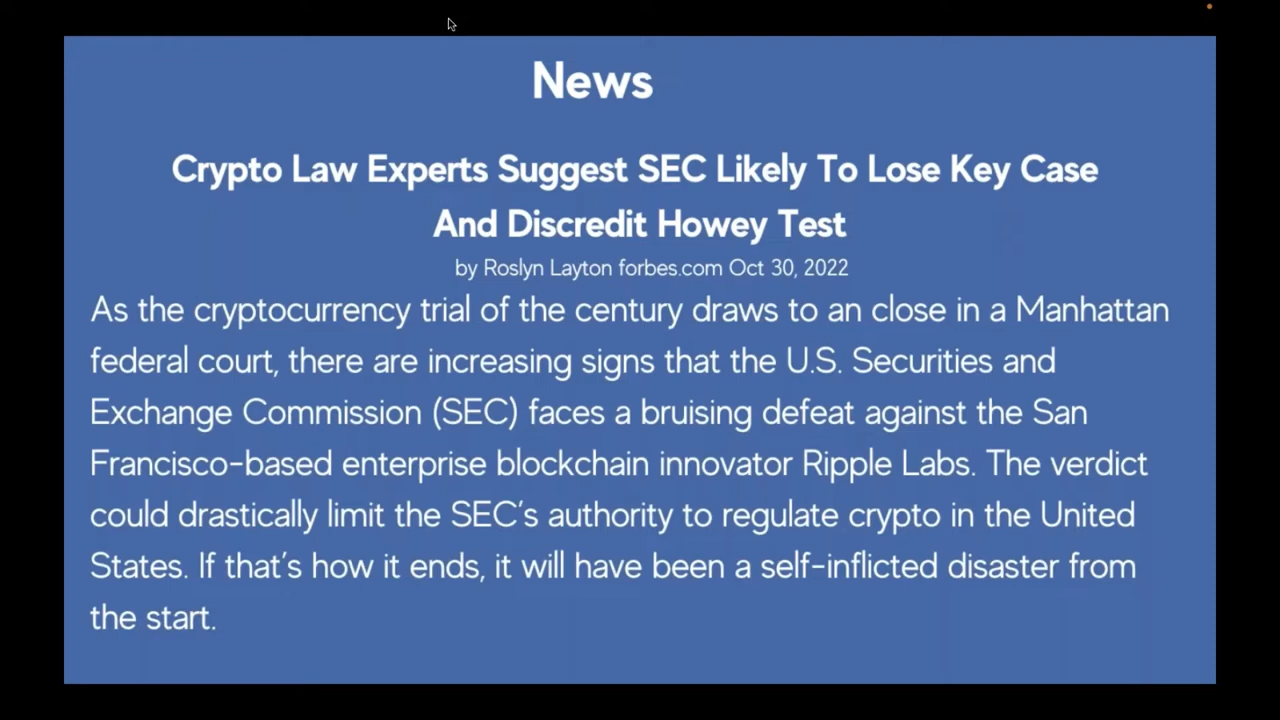 News
Crypto Law Experts Suggest SEC Likely To Lose Key Case
And Discredit Howey Test
by Roslyn Layton forbes.com Oct 30, 2022
As the cryptocurrency trial of the century draws to an close in a Manhattan
federal court, there are increasing signs that the U.S. Securities and
Exchange Commission (SEC) faces a bruising defeat against the San
Francisco-based enterprise blockchain innovator Ripple Labs. The verdict
could drastically limit the SEC's authority to regulate crypto in the United
States. If that's how it ends, it will have been a self-inflicted disaster from
the start.